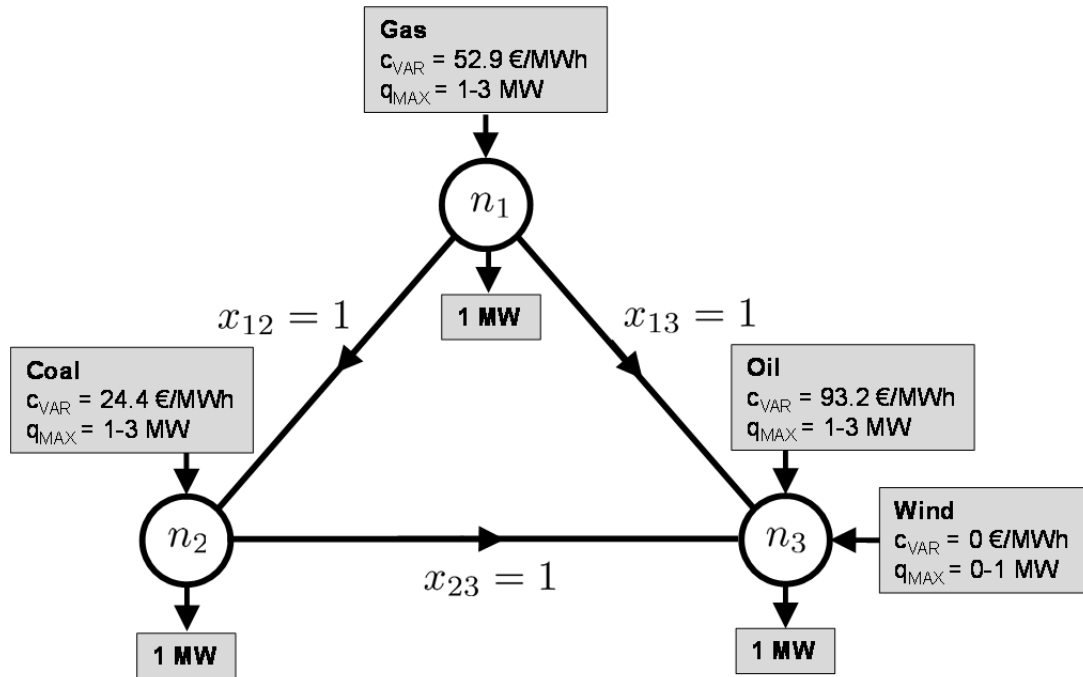 Gas
c_VAR = 52.9 €/MWh
q_MAX = 1-3 MW
n_1
1 MW
x_12 = 1
x_13 = 1
Coal
c_VAR = 24.4 €/MWh
q_MAX = 1-3 MW
Oil
c_VAR = 93.2 €/MWh
q_MAX = 1-3 MW
n_2
n_3
Wind
c_VAR = 0 €/MWh
q_MAX = 0-1 MW
x_23 = 1
1 MW
1 MW